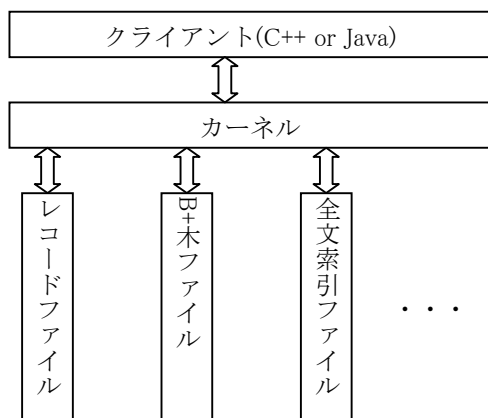 クライアント(C++ or Java)
カーネル
レコードファイル
B+木ファイル
全文索引ファイル
・・・